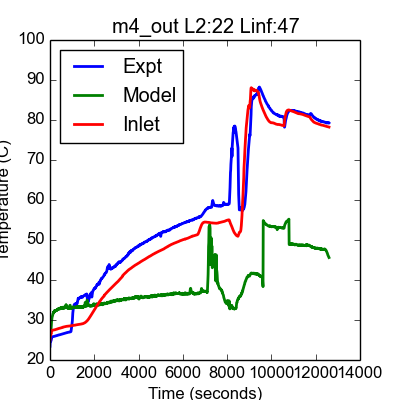 m4_out L2:22 Linf:47
100
90
80
70
60
50
40
30
20
Temperature (C)
Expt
Model
Inlet
0 2000 4000 6000 8000 10000 12000 14000
Time (seconds)